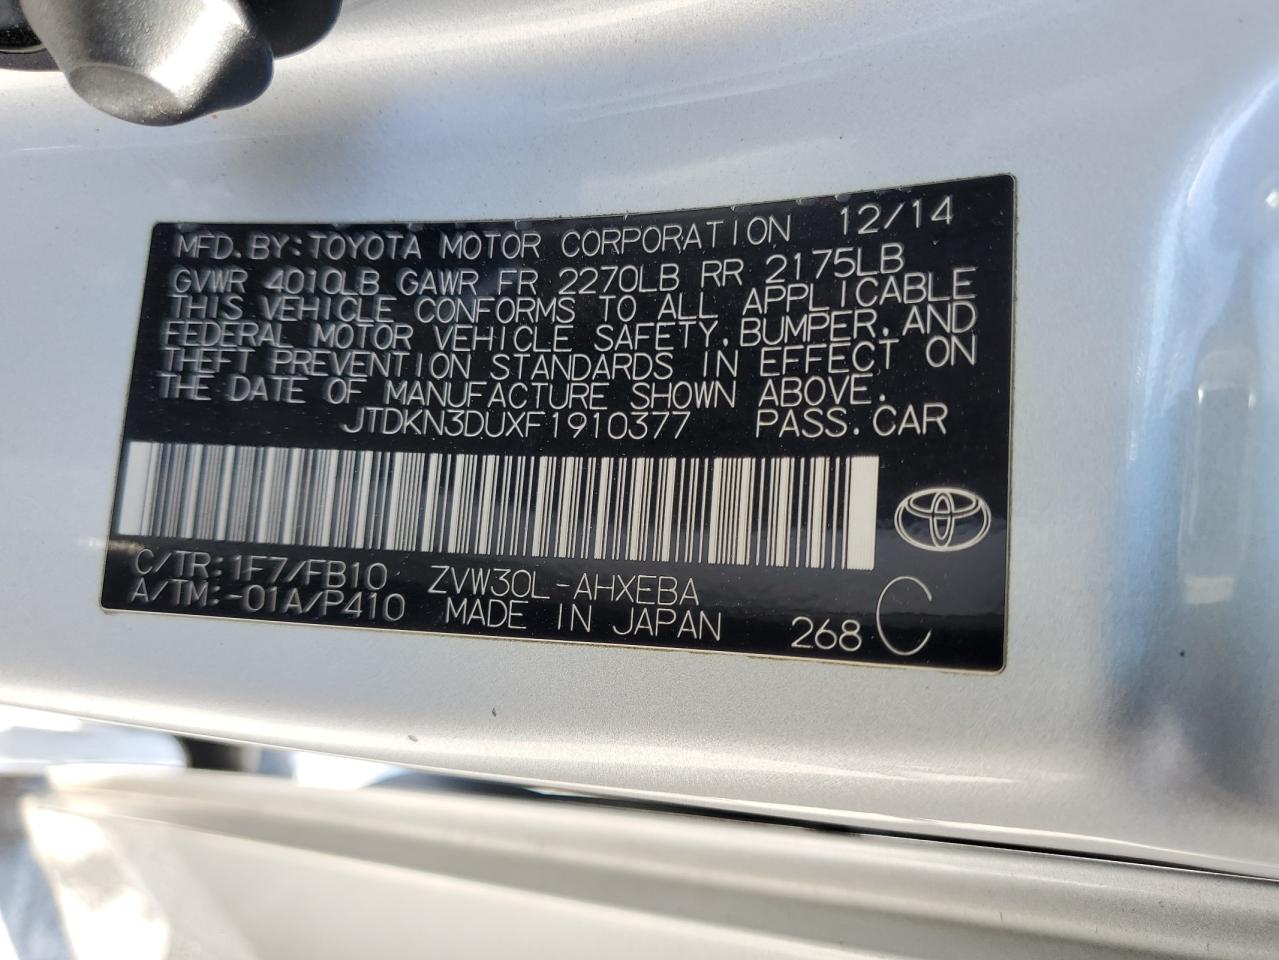 MFD.BY:TOYOTA MOTOR CORPORATION 12/14
GVWR 4010LB GAWR FR 2270LB RR 2175LB
THIS VEHICLE CONFORMS TO ALL APPLICABLE
FEDERAL MOTOR VEHICLE SAFETY,BUMPER,AND
THEFT PREVENTION STANDARDS IN EFFECT ON
THE DATE OF MANUFACTURE SHOWN ABOVE.
JTDKN3DUXF1910377 PASS.CAR
C/TR:1F7/FB10 ZVW30L-AHXEBA
A/TM:-01A/P410 MADE IN JAPAN 268 C